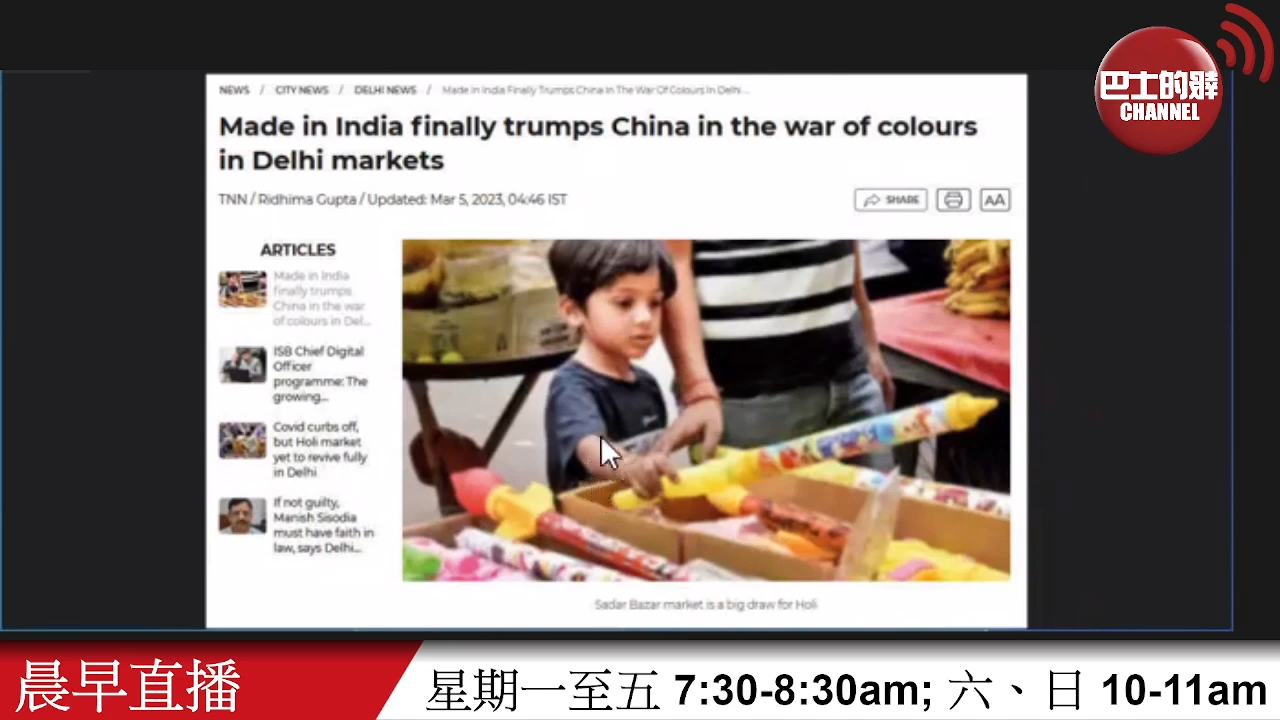 巴士的報
CHANNEL
NEWS / CITY NEWS / DELHI NEWS / Made In India Finally Trumps China In The War Of Colours In Delhi ...
Made in India finally trumps China in the war of colours
in Delhi markets
TNN / Ridhima Gupta / Updated: Mar 5, 2023, 04:46 IST
SHARE
AA
ARTICLES
Made in India
finally trumps
China in the war
of colours in Del...
ISB Chief Digital
Officer
programme: The
growing...
Covid curbs off,
but Holi market
yet to revive fully
in Delhi
If not guilty,
Manish Sisodia
must have faith in
law, says Delhi...
Sadar Bazar market is a big draw for Holi
晨早直播
星期一至五 7:30-8:30am; 六、日 10-11am